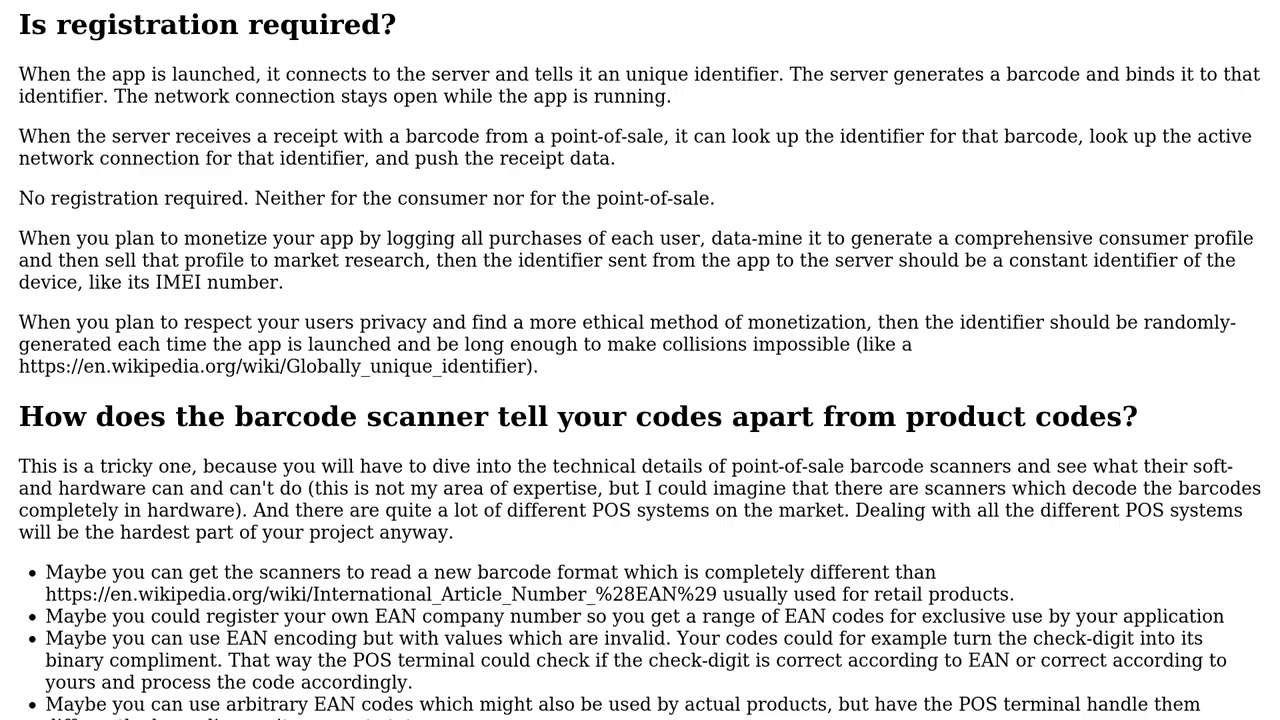 Is registration required?
When the app is launched, it connects to the server and tells it an unique identifier. The server generates a barcode and binds it to that
identifier. The network connection stays open while the app is running.
When the server receives a receipt with a barcode from a point-of-sale, it can look up the identifier for that barcode, look up the active
network connection for that identifier, and push the receipt data.
No registration required. Neither for the consumer nor for the point-of-sale.
When you plan to monetize your app by logging all purchases of each user, data-mine it to generate a comprehensive consumer profile
and then sell that profile to market research, then the identifier sent from the app to the server should be a constant identifier of the
device, like its IMEI number.
When you plan to respect your users privacy and find a more ethical method of monetization, then the identifier should be randomly-
generated each time the app is launched and be long enough to make collisions impossible (like a
https://en.wikipedia.org/wiki/Globally_unique_identifier).
How does the barcode scanner tell your codes apart from product codes?
This is a tricky one, because you will have to dive into the technical details of point-of-sale barcode scanners and see what their soft-
and hardware can and can't do (this is not my area of expertise, but I could imagine that there are scanners which decode the barcodes
completely in hardware). And there are quite a lot of different POS systems on the market. Dealing with all the different POS systems
will be the hardest part of your project anyway.
• Maybe you can get the scanners to read a new barcode format which is completely different than
https://en.wikipedia.org/wiki/International_Article_Number_%28EAN%29 usually used for retail products.
• Maybe you could register your own EAN company number so you get a range of EAN codes for exclusive use by your application
• Maybe you can use EAN encoding but with values which are invalid. Your codes could for example turn the check-digit into its
binary compliment. That way the POS terminal could check if the check-digit is correct according to EAN or correct according to
yours and process the code accordingly.
• Maybe you can use arbitrary EAN codes which might also be used by actual products, but have the POS terminal handle them